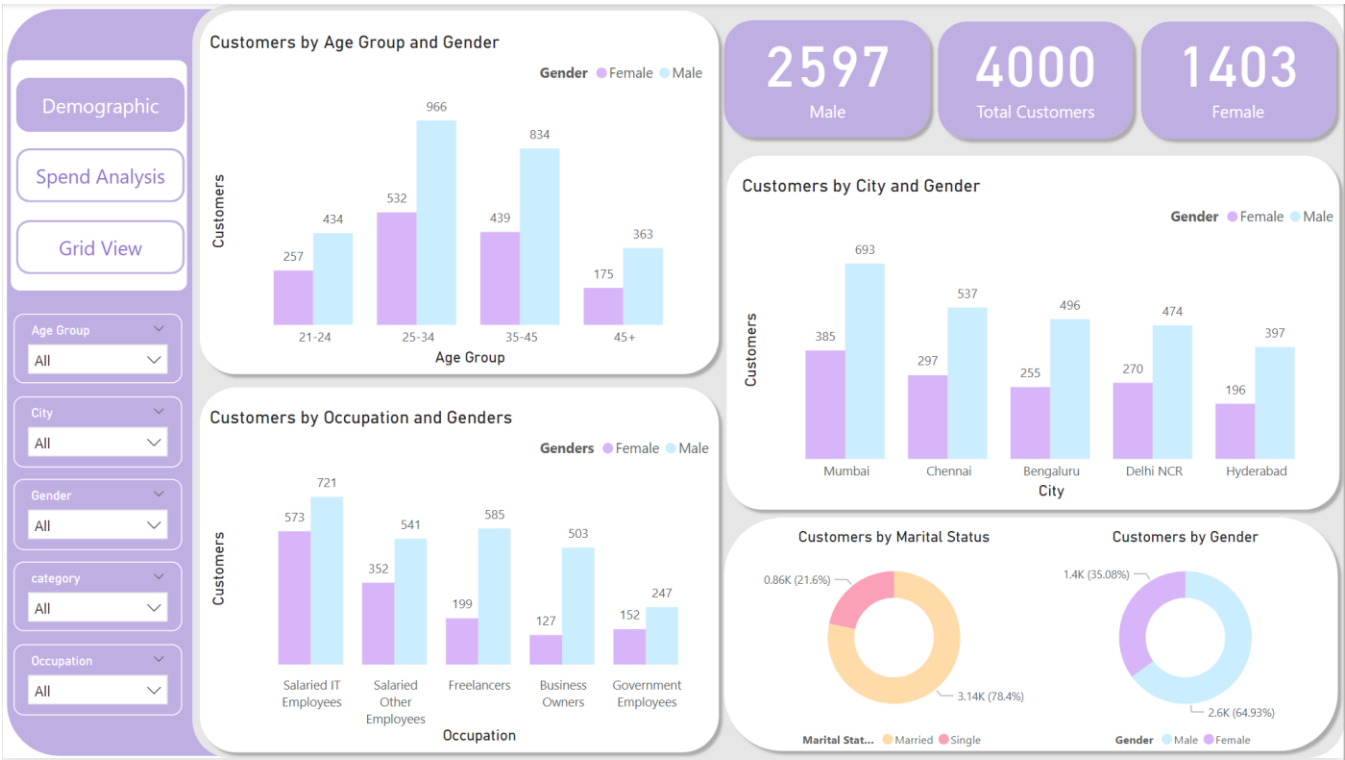 Demographic
Spend Analysis
Grid View
Age Group
All
City
All
Gender
All
category
All
Occupation
All
Customers by Age Group and Gender
Gender Female Male
966
834
532
434
439
363
257
175
21-24 25-34 35-45 45+
Customers
Age Group
Customers by Occupation and Genders
Genders Female Male
721
573
541
585
503
352
199
127
152
247
Salaried IT
Employees
Salaried
Other
Employees
Freelancers
Business
Owners
Government
Employees
Customers
Occupation
2597
Male
4000
Total Customers
1403
Female
Customers by City and Gender
Gender Female Male
693
537
496
474
397
385
297
255
270
196
Mumbai Chennai Bengaluru Delhi NCR Hyderabad
Customers
City
Customers by Marital Status
0.86K (21.6%)
3.14K (78.4%)
Marital Stat... Married Single
Customers by Gender
1.4K (35.08%)
2.6K (64.93%)
Gender Male Female